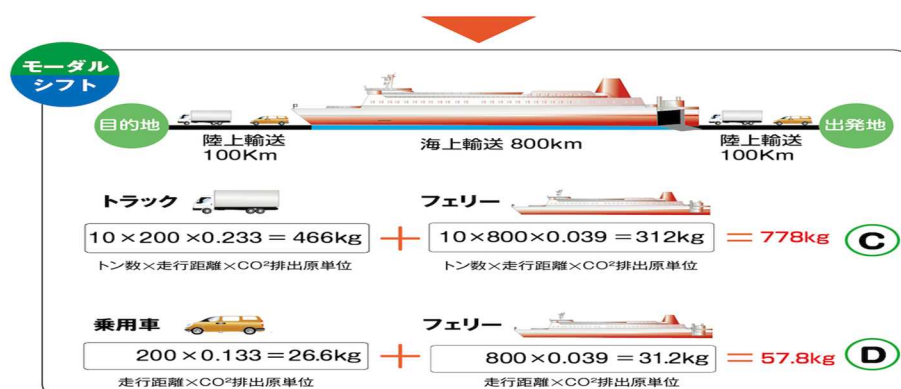 モーダル
シフト
目的地
陸上輸送
100Km
海上輸送 800km
陸上輸送
100Km
出発地
トラック
フェリー
10×200×0.233=466kg
+
10×800×0.039=312kg
=778kg
C
トン数×走行距離×CO²排出原単位
トン数×走行距離×CO²排出原単位
乗用車
フェリー
200×0.133=26.6kg
+
800×0.039=31.2kg
=57.8kg
D
走行距離×CO²排出原単位
走行距離×CO²排出原単位